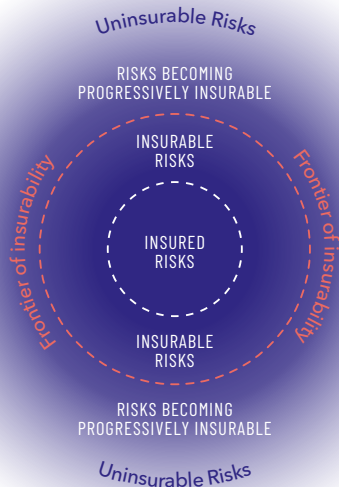 Uninsurable Risks
RISKS BECOMING
PROGRESSIVELY INSURABLE
INSURABLE
RISKS
Frontier of insurability
Frontier of insurability
INSURED
RISKS
INSURABLE
RISKS
RISKS BECOMING
PROGRESSIVELY INSURABLE
Uninsurable Risks